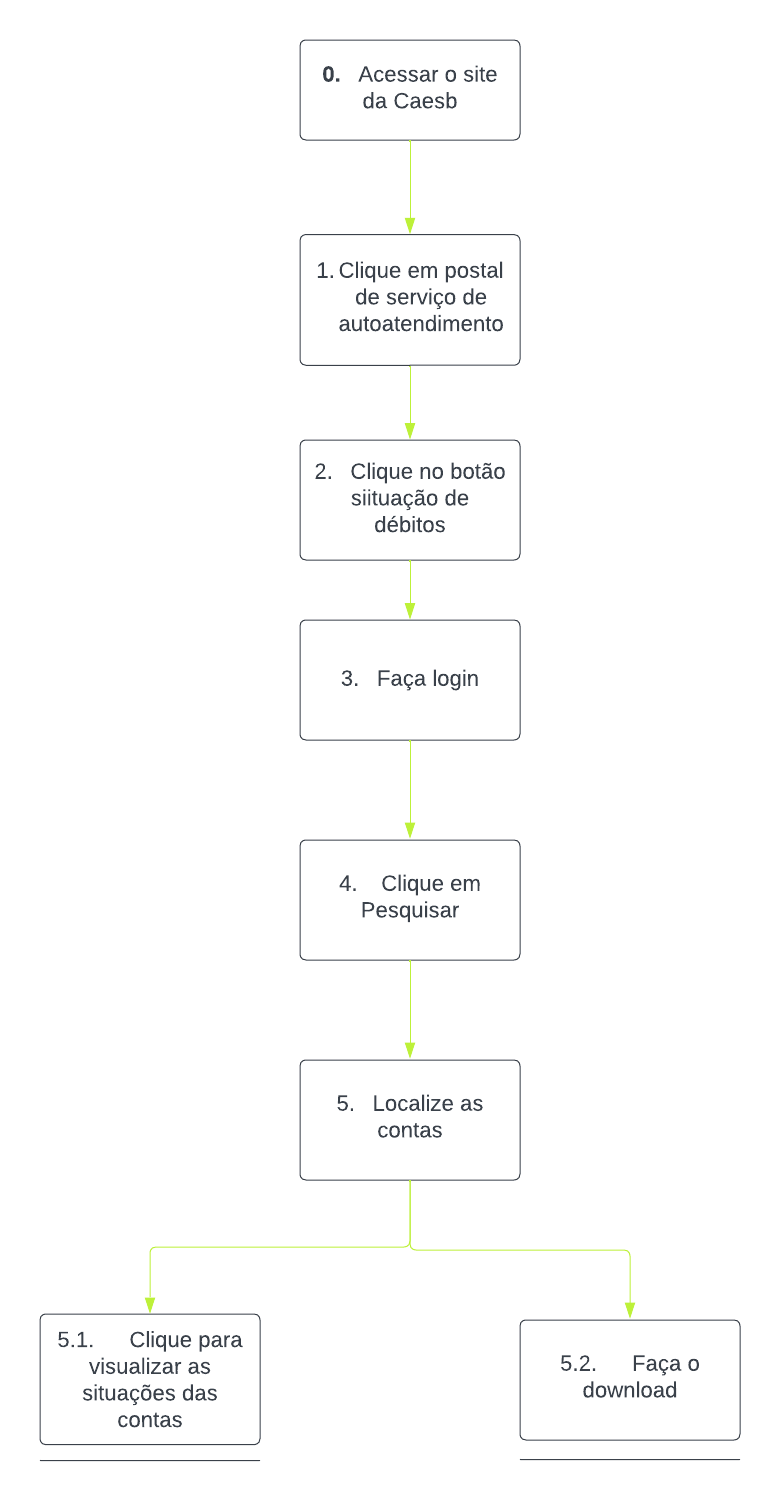 0. Acessar o site
da Caesb
1. Clique em postal
de serviço de
autoatendimento
2. Clique no botão
siituação de
débitos
3. Faça login
4. Clique em
Pesquisar
5. Localize as
contas
5.1. Clique para
visualizar as
situações das
contas
5.2. Faça o
download